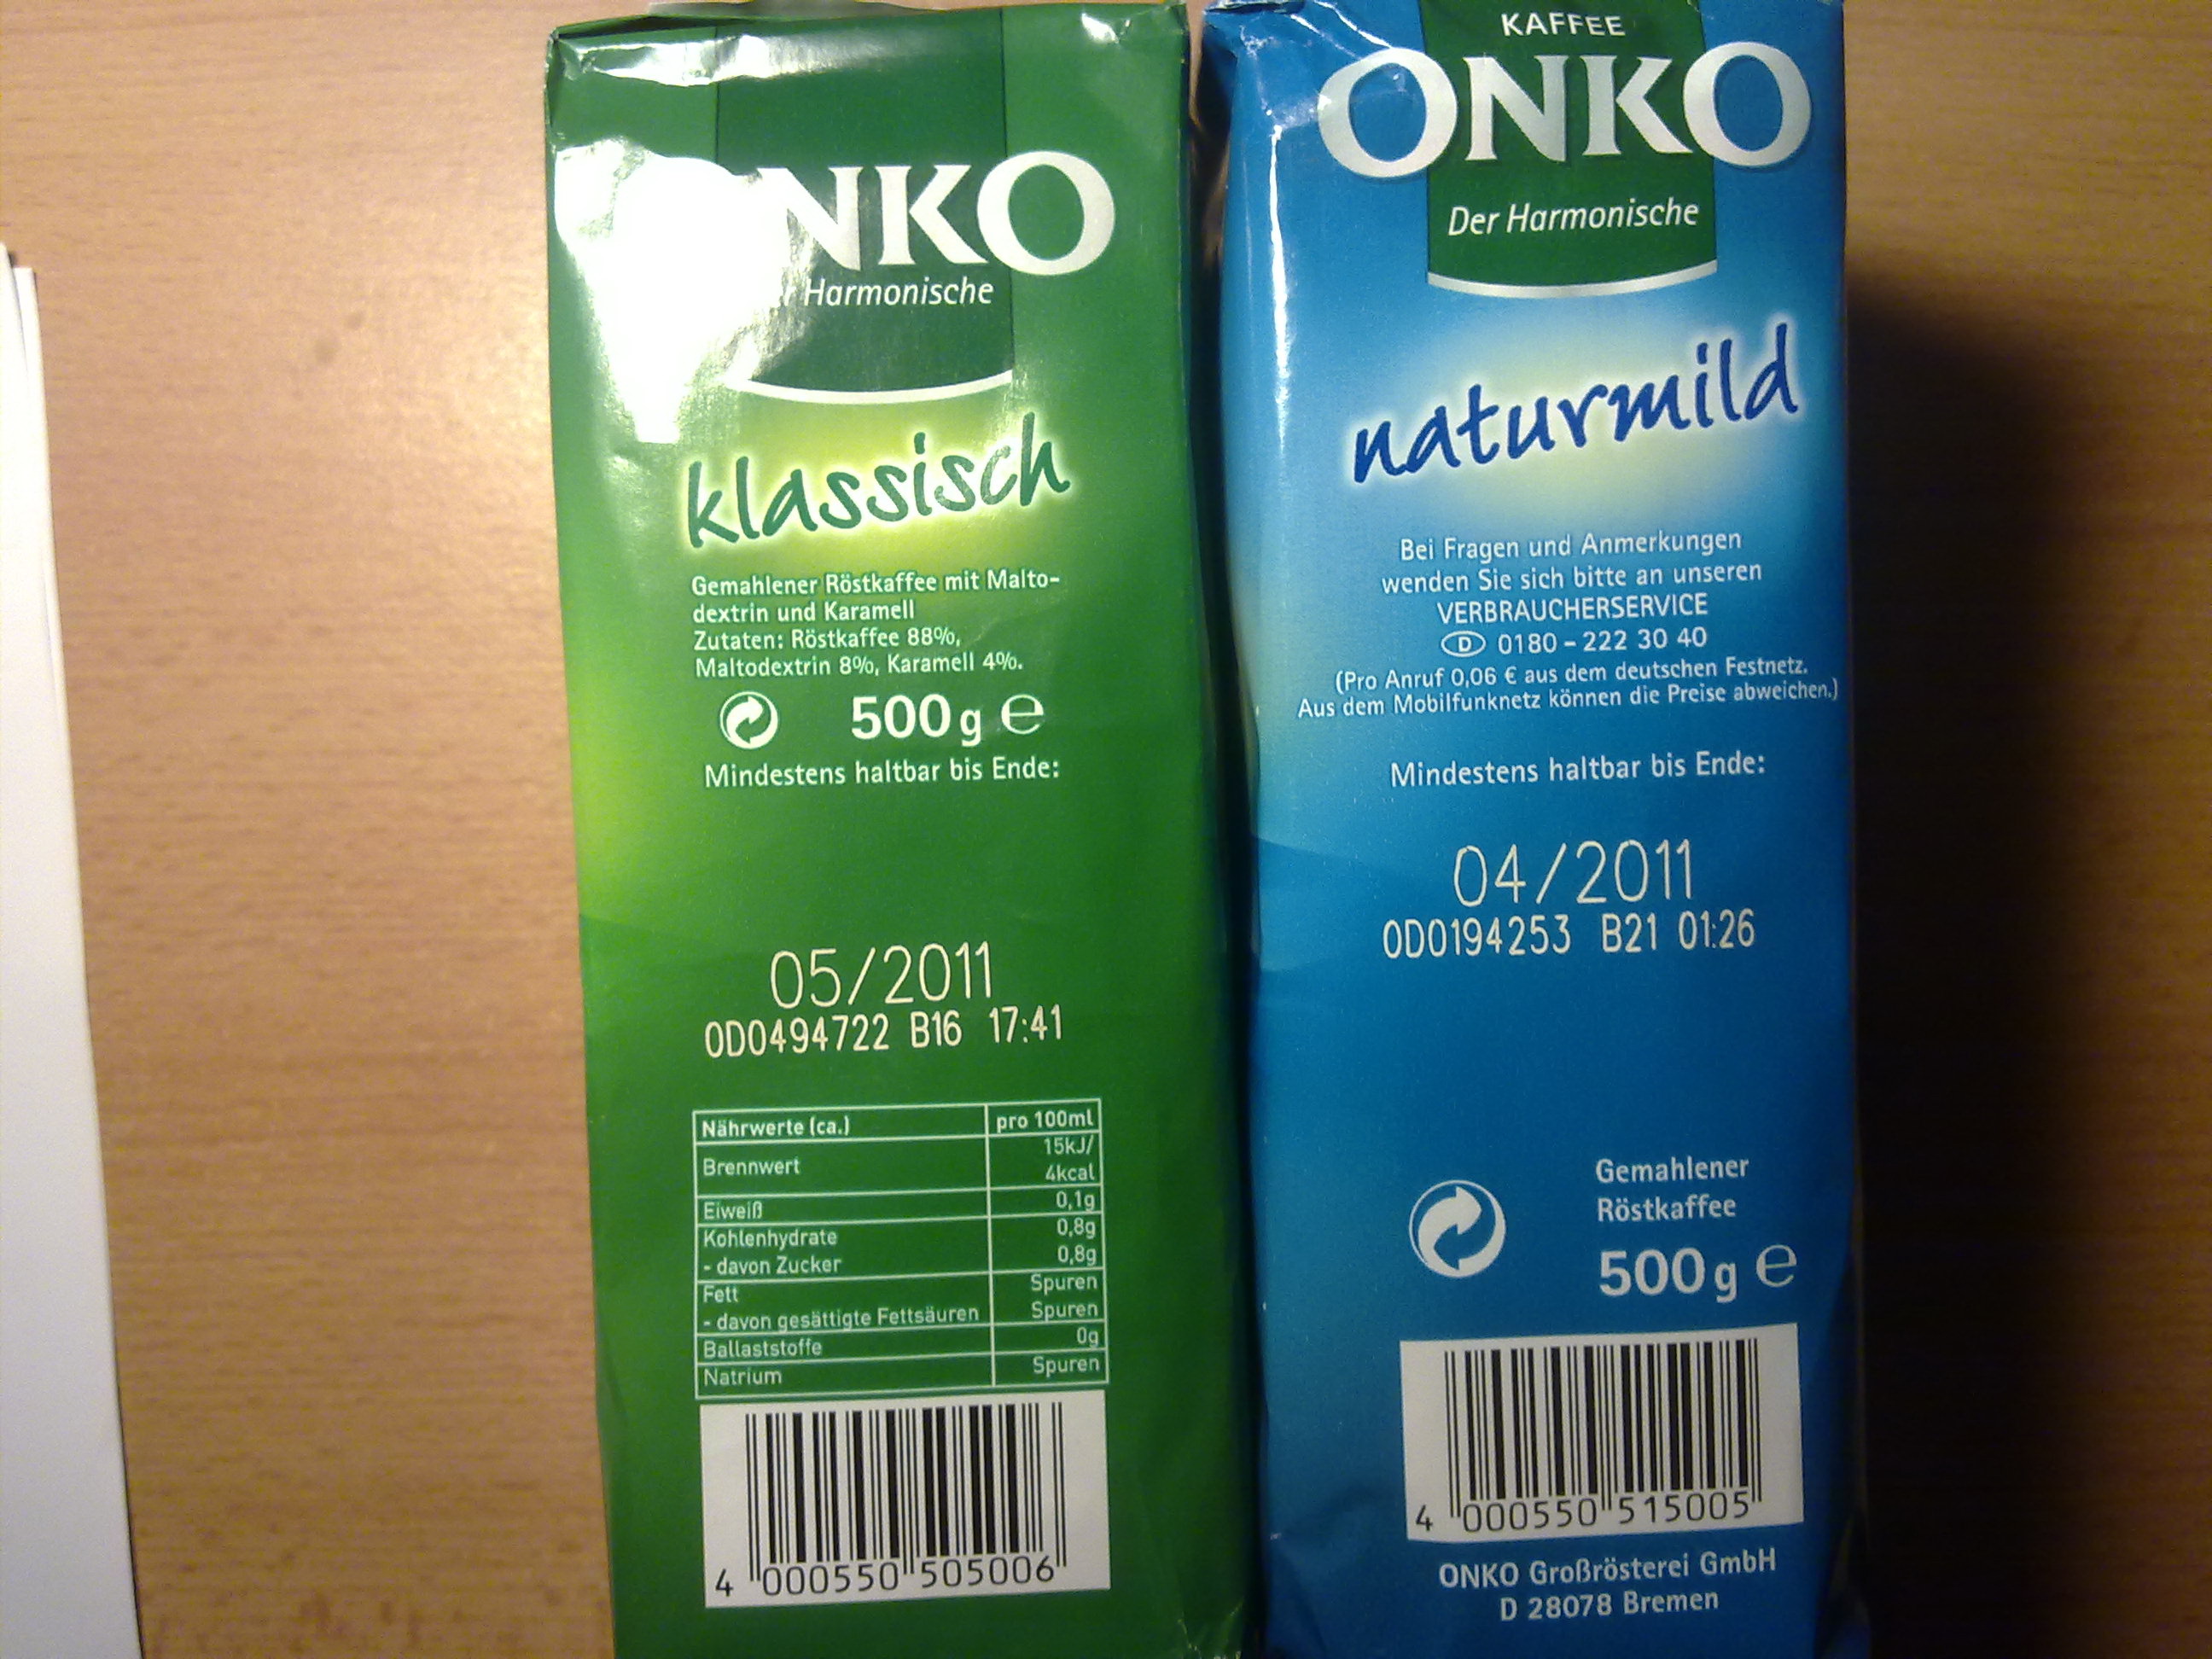 NKO
Harmonische
klassisch
Gemahlener Röstkaffee mit Malto-
dextrin und Karamell
Zutaten: Röstkaffee 88%,
Maltodextrin 8%, Karamell 4%.
500 g e
Mindestens haltbar bis Ende:
05/2011
0D0494722 B16 17:41
Nährwerte (ca.) pro 100ml
Brennwert 15kJ/
4kcal
Eiweiß 0,1g
Kohlenhydrate 0,8g
- davon Zucker 0,8g
Fett Spuren
- davon gesättigte Fettsäuren Spuren
Ballaststoffe 0g
Natrium Spuren
4 000550 505006
KAFFEE
ONKO
Der Harmonische
naturmild
Bei Fragen und Anmerkungen
wenden Sie sich bitte an unseren
VERBRAUCHERSERVICE
D 0180 – 222 30 40
(Pro Anruf 0,06 € aus dem deutschen Festnetz.
Aus dem Mobilfunknetz können die Preise abweichen.)
Mindestens haltbar bis Ende:
04/2011
0D0194253 B21 01:26
Gemahlener
Röstkaffee
500 g e
4 000550 515005
ONKO Großrösterei GmbH
D 28078 Bremen